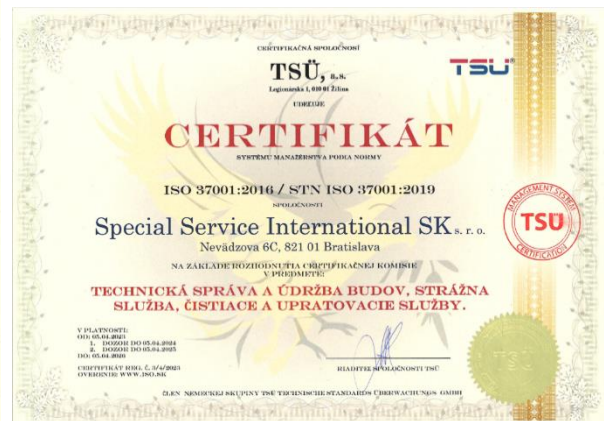 CERTIFIKAČNÁ SPOLOČNOSŤ
TSÜ, a.s.
Legionárska 1, 010 01 Žilina
UDEĽUJE
TSÜ
CERTIFIKÁT
SYSTÉMU MANAŽÉRSTVA PODĽA NORMY
ISO 37001:2016 / STN ISO 37001:2019
SPOLOČNOSTI
Special Service International SK s. r. o.
Nevädzova 6C, 821 01 Bratislava
MANAGEMENT SYSTEM
TSÜ
CERTIFICATION
NA ZÁKLADE ROZHODNUTIA CERTIFIKAČNEJ KOMISIE
V PREDMETE:
TECHNICKÁ SPRÁVA A ÚDRŽBA BUDOV, STRÁŽNA
SLUŽBA, ČISTIACE A UPRATOVACIE SLUŽBY.
V PLATNOSTI:
OD: 05.04.2023
1. DOZOR DO 05.04.2024
2. DOZOR DO 05.04.2025
DO: 05.04.2026
CERTIFIKÁT REG. Č. 3/4/2023
OVERENIE: WWW.ISO.SK
RIADITEĽ SPOLOČNOSTI TSÜ
ČLEN NEMECKEJ SKUPINY TSÜ TECHNISCHE STANDARDS ÜBERWACHUNGS GMBH